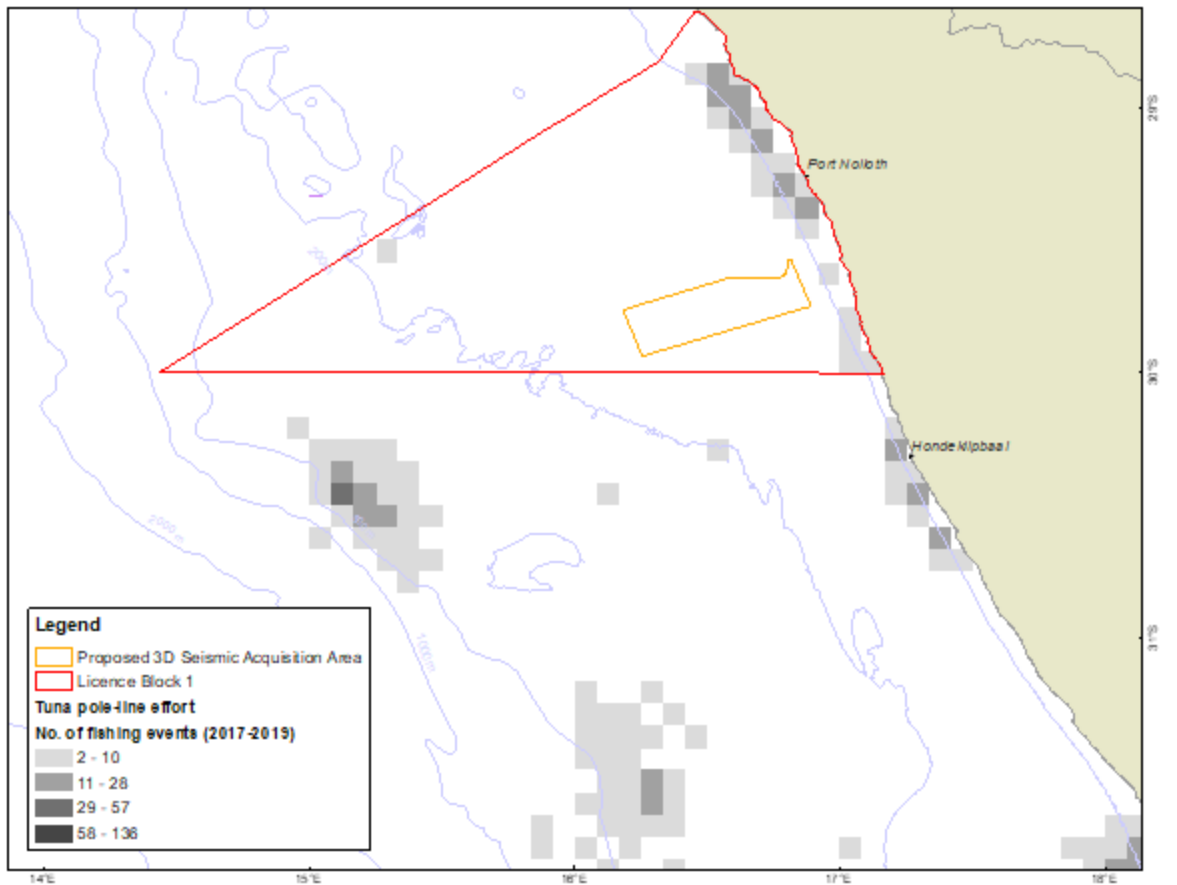 29°S
Port Nolloth
200
30°S
Hondeklipbaai
2000 m
1000 m
31°S
Legend
Proposed 3D Seismic Acquisition Area
Licence Block 1
Tuna pole-line effort
No. of fishing events (2017-2019)
2 - 10
11 - 28
29 - 57
58 - 136
14°E
15°E
16°E
17°E
18°E